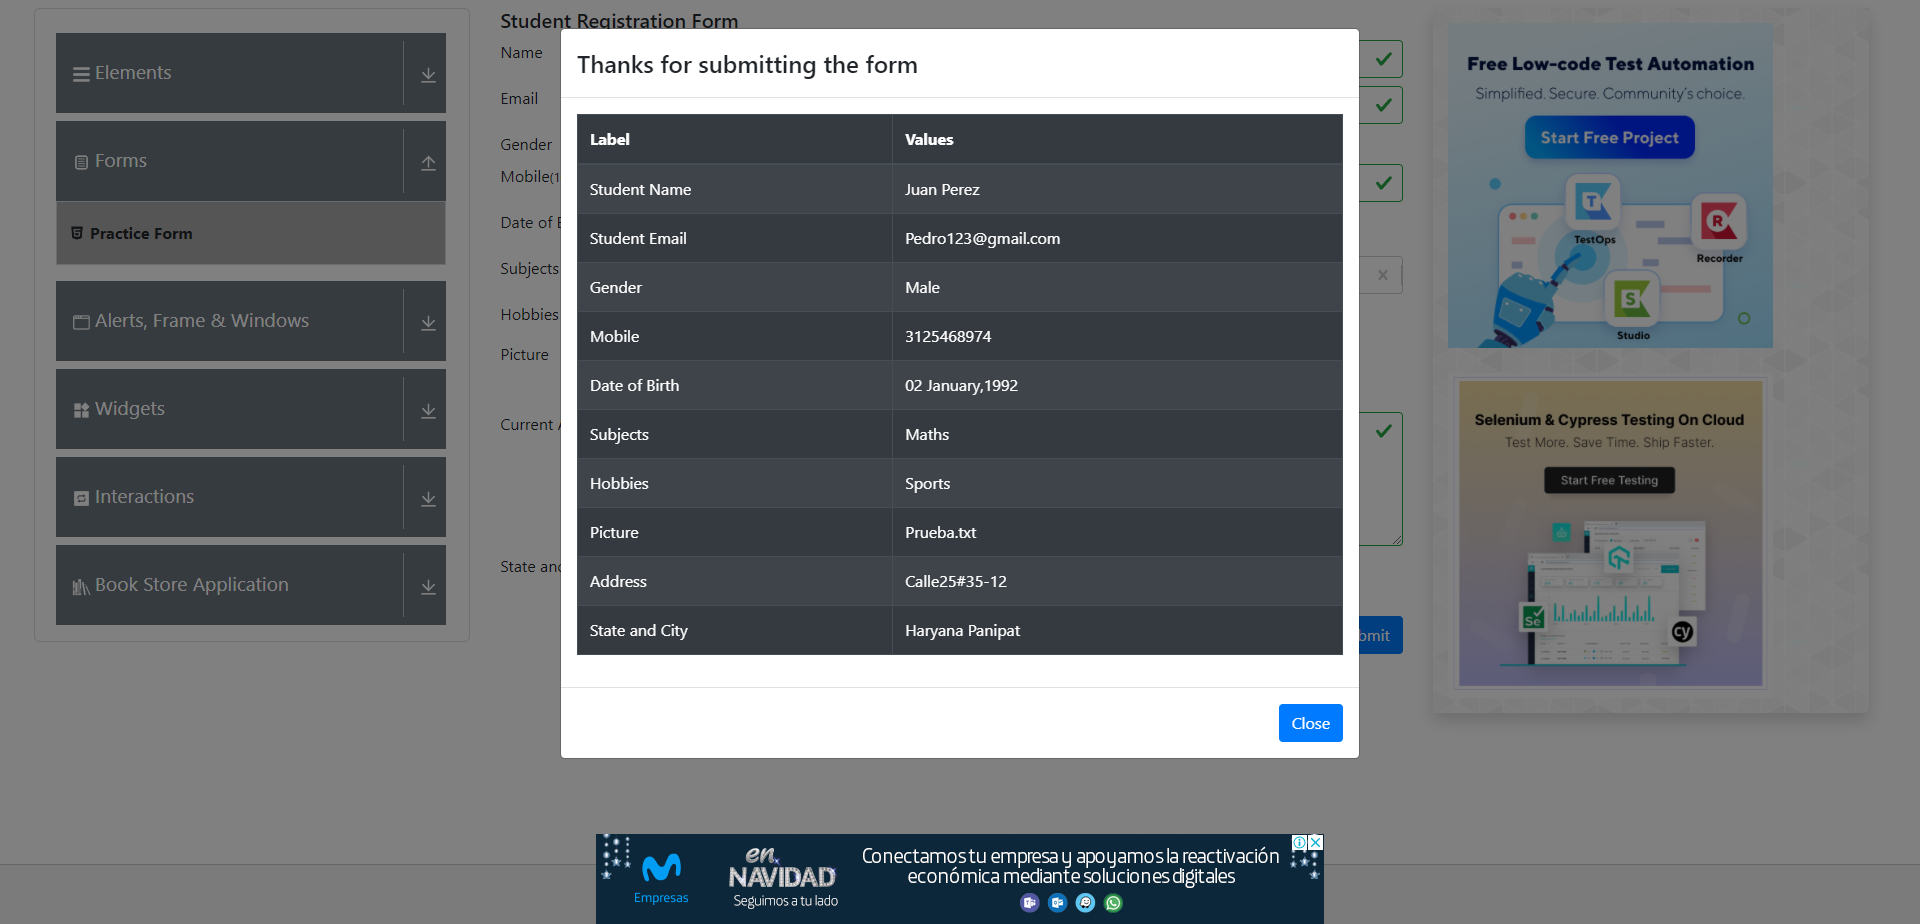 Elements
Forms
Practice Form
Alerts, Frame & Windows
Widgets
Interactions
Book Store Application
Student Registration Form
Name
Email
Gender
Mobile(1
Date of
Subjects
Hobbies
Picture
Current
State and
bmit
Thanks for submitting the form
Label Values
Student Name Juan Perez
Student Email Pedro123@gmail.com
Gender Male
Mobile 3125468974
Date of Birth 02 January,1992
Subjects Maths
Hobbies Sports
Picture Prueba.txt
Address Calle25#35-12
State and City Haryana Panipat
Close
Free Low-code Test Automation
Simplified. Secure. Community's choice.
Start Free Project
TestOps
Recorder
Studio
Selenium & Cypress Testing On Cloud
Test More. Save Time. Ship Faster.
Start Free Testing
Se
cy
Empresas
en
NAVIDAD
Seguimos a tu lado
Conectamos tu empresa y apoyamos la reactivación
económica mediante soluciones digitales